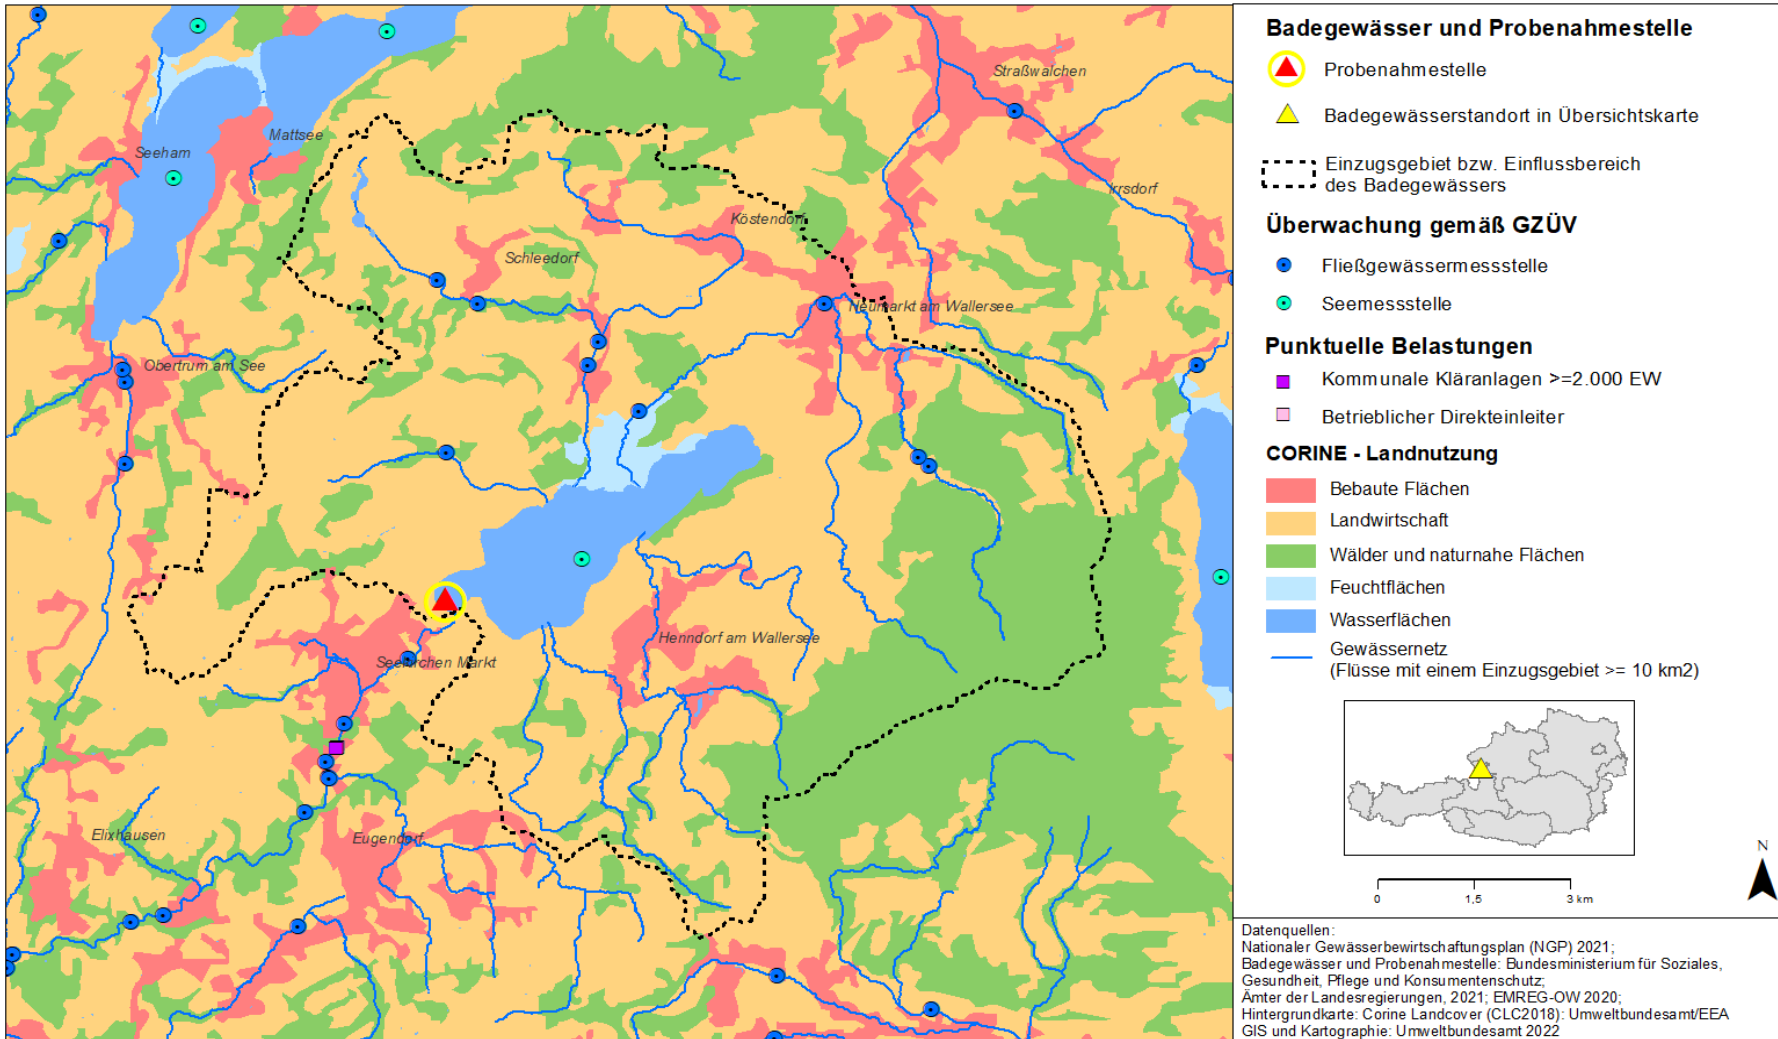 Straßwalchen
Mattsee
Seeham
Irrsdorf
Köstendorf
Schleedorf
Neumarkt am Wallersee
Obertrum am See
Henndorf am Wallersee
Seekirchen Markt
Elixhausen
Eugendorf
Badegewässer und Probenahmestelle
Probenahmestelle
Badegewässerstandort in Übersichtskarte
Einzugsgebiet bzw. Einflussbereich
des Badegewässers
Überwachung gemäß GZÜV
Fließgewässermessstelle
Seemessstelle
Punktuelle Belastungen
Kommunale Kläranlagen >=2.000 EW
Betrieblicher Direkteinleiter
CORINE - Landnutzung
Bebaute Flächen
Landwirtschaft
Wälder und naturnahe Flächen
Feuchtflächen
Wasserflächen
Gewässernetz
(Flüsse mit einem Einzugsgebiet >= 10 km2)
N
0 1,5 3 km
Datenquellen:
Nationaler Gewässerbewirtschaftungsplan (NGP) 2021;
Badegewässer und Probenahmestelle: Bundesministerium für Soziales,
Gesundheit, Pflege und Konsumentenschutz;
Ämter der Landesregierungen, 2021; EMREG-OW 2020;
Hintergrundkarte: Corine Landcover (CLC2018): Umweltbundesamt/EEA
GIS und Kartographie: Umweltbundesamt 2022